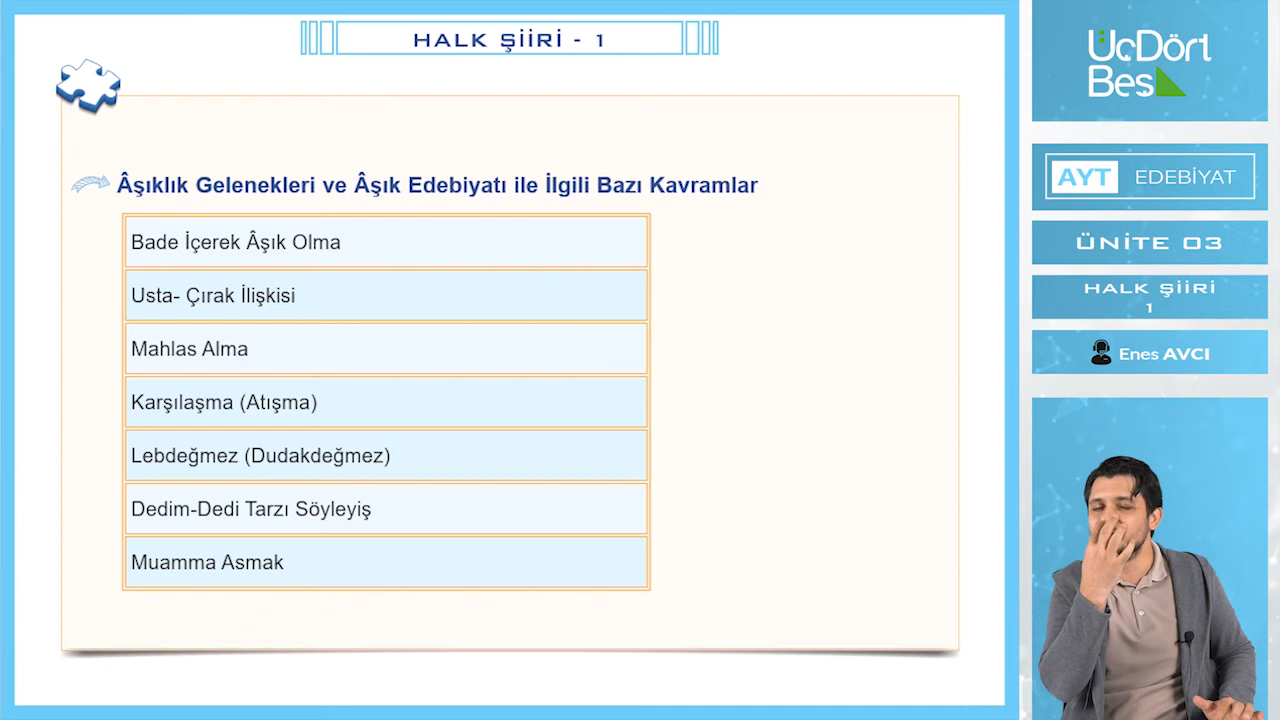 HALK ŞİİRİ - 1
Âşıklık Gelenekleri ve Âşık Edebiyatı ile İlgili Bazı Kavramlar
Bade İçerek Âşık Olma
Usta- Çırak İlişkisi
Mahlas Alma
Karşılaşma (Atışma)
Lebdeğmez (Dudakdeğmez)
Dedim-Dedi Tarzı Söyleyiş
Muamma Asmak
ÜçDört
Beş
AYT EDEBİYAT
ÜNİTE 03
HALK ŞİİRİ
1
Enes AVCI